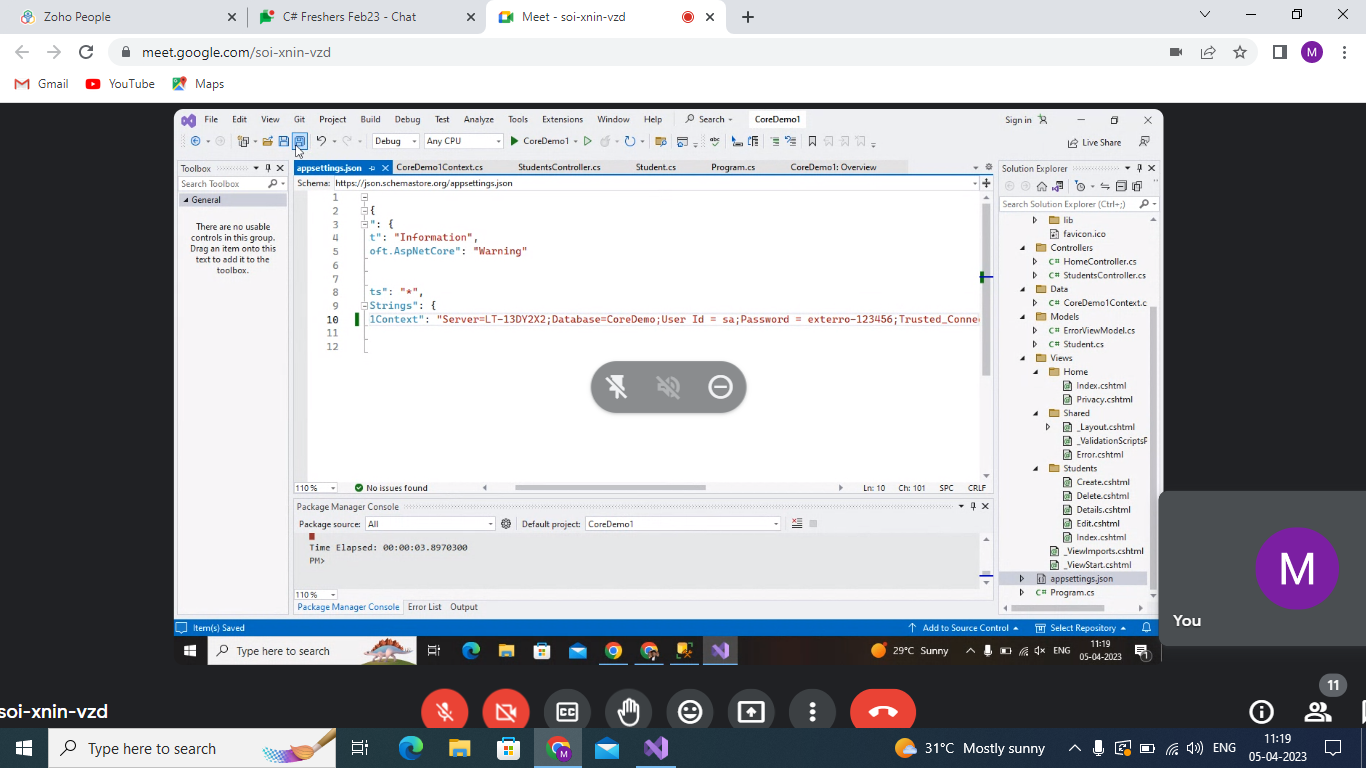 Zoho People
C# Freshers Feb23 - Chat
Meet - soi-xnin-vzd
meet.google.com/soi-xnin-vzd
M
Gmail
YouTube
Maps
File Edit View Git Project Build Debug Test Analyze Tools Extensions Window Help Search CoreDemo1
Sign in
Debug
Any CPU
CoreDemo1
Live Share
Toolbox
Search Toolbox
General
There are no usable
controls in this group.
Drag an item onto this
text to add it to the
toolbox.
appsettings.json CoreDemo1Context.cs StudentsController.cs Student.cs Program.cs CoreDemo1: Overview
Schema: https://json.schemastore.org/appsettings.json
1
2 {
3 ": {
4 t": "Information",
5 oft.AspNetCore": "Warning"
6
7
8 ts": "*",
9 Strings": {
10 1Context": "Server=LT-13DY2X2;Database=CoreDemo;User Id = sa;Password = exterro-123456;Trusted_Conne
11
12
110 %
No issues found
Ln: 10 Ch: 101 SPC CRLF
Package Manager Console
Package source: All
Default project: CoreDemo1
Time Elapsed: 00:00:03.8970300
PM>
110 %
Package Manager Console Error List Output
Solution Explorer
Search Solution Explorer (Ctrl+;)
lib
favicon.ico
Controllers
C# HomeController.cs
C# StudentsController.cs
Data
C# CoreDemo1Context.c
Models
C# ErrorViewModel.cs
C# Student.cs
Views
Home
Index.cshtml
Privacy.cshtml
Shared
_Layout.cshtml
_ValidationScriptsF
Error.cshtml
Students
Create.cshtml
Delete.cshtml
Details.cshtml
Edit.cshtml
Index.cshtml
_ViewImports.cshtml
_ViewStart.cshtml
appsettings.json
C# Program.cs
Item(s) Saved
Add to Source Control
Select Repository
Type here to search
29°C Sunny
ENG
11:19
05-04-2023
1
M
You
soi-xnin-vzd
11
Type here to search
M
31°C Mostly sunny
ENG
11:19
05-04-2023